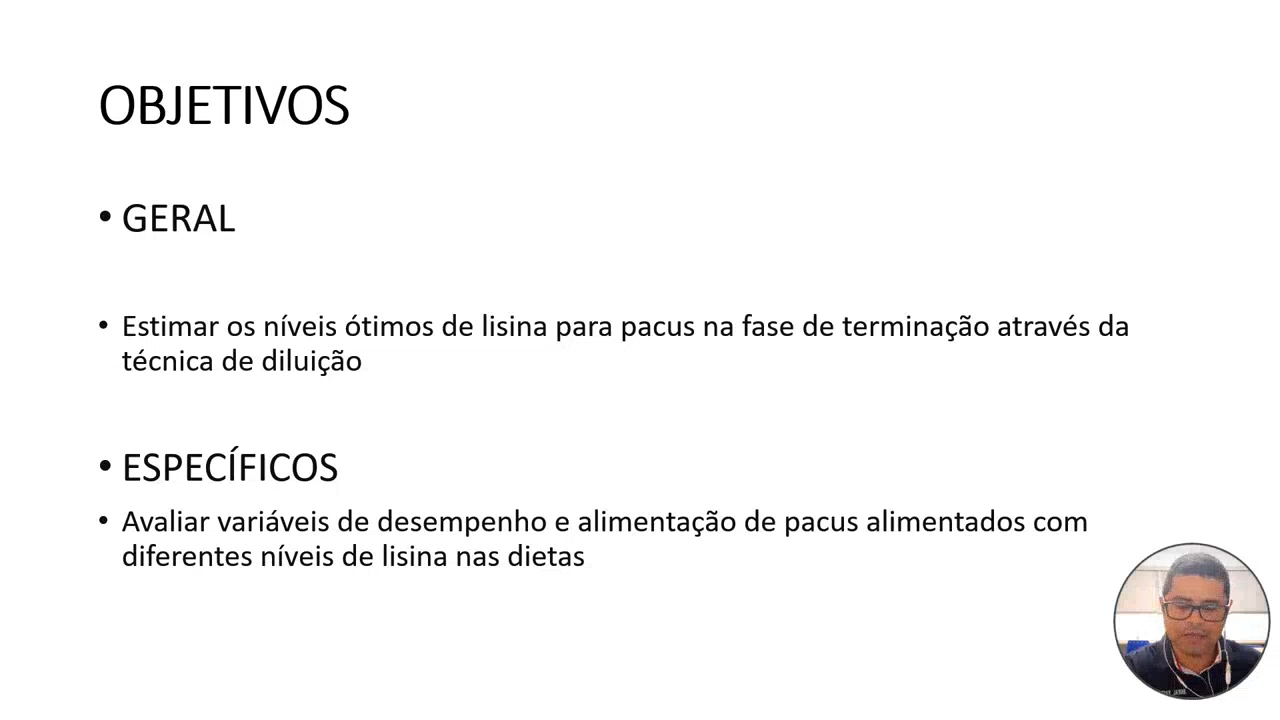 OBJETIVOS
• GERAL
• Estimar os níveis ótimos de lisina para pacus na fase de terminação através da
técnica de diluição
• ESPECÍFICOS
• Avaliar variáveis de desempenho e alimentação de pacus alimentados com
diferentes níveis de lisina nas dietas